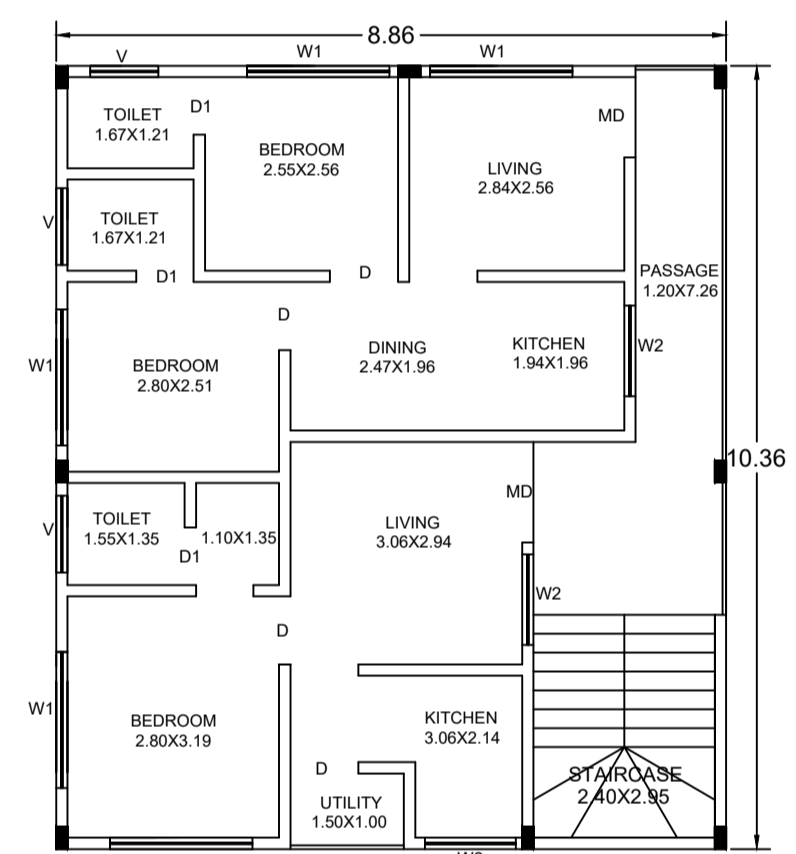 8.86
V
W1
W1
TOILET
1.67X1.21
D1
BEDROOM
2.55X2.56
MD
LIVING
2.84X2.56
V
TOILET
1.67X1.21
D1
D
PASSAGE
1.20X7.26
D
W1
BEDROOM
2.80X2.51
DINING
2.47X1.96
KITCHEN
1.94X1.96
W2
10.36
MD
V
TOILET
1.55X1.35
D1
1.10X1.35
LIVING
3.06X2.94
W2
D
W1
BEDROOM
2.80X3.19
KITCHEN
3.06X2.14
D
UTILITY
1.50X1.00
STAIRCASE
2.40X2.95